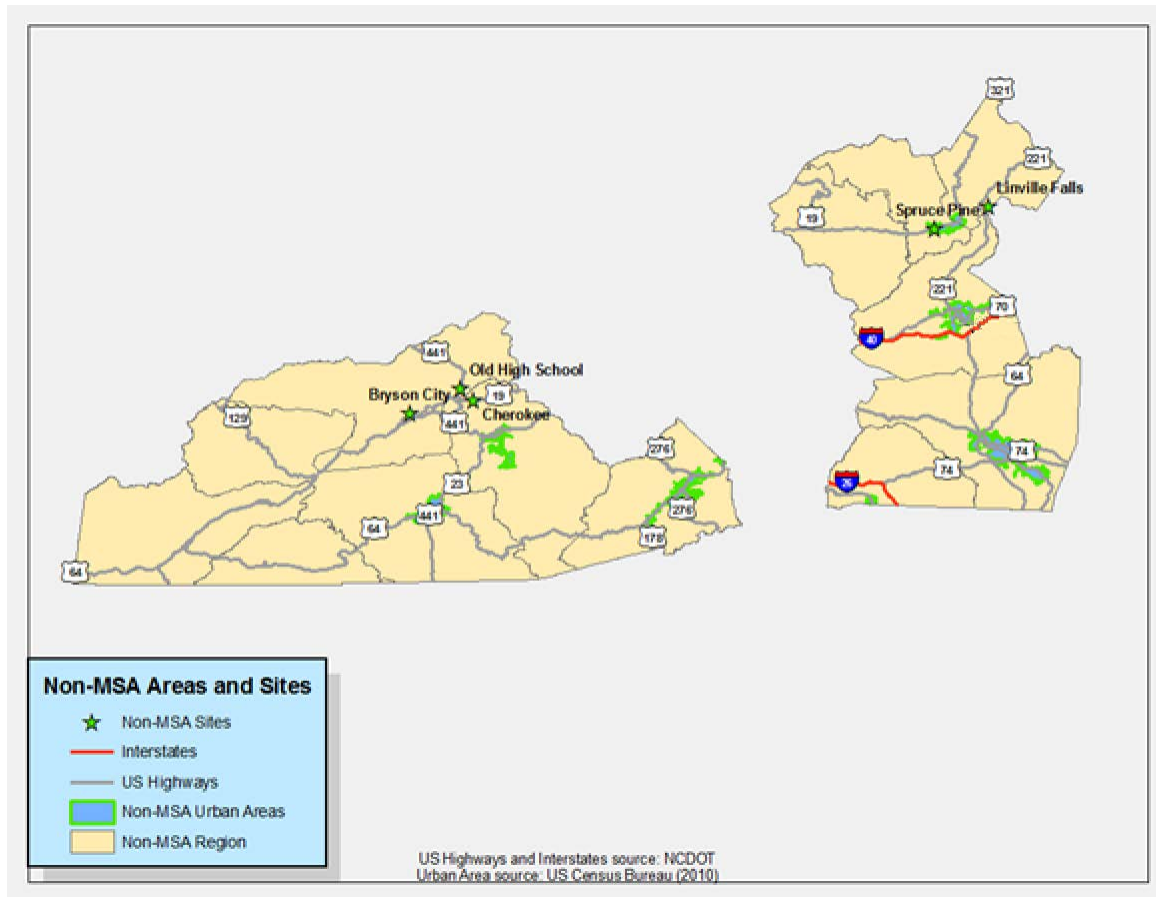 321
221
Linville Falls
Spruce Pine
19
221
70
40
441
64
Old High School
Bryson City
19
129
Cherokee
441
276
74
74
23
26
276
441
64
178
64
Non-MSA Areas and Sites
Non-MSA Sites
Interstates
US Highways
Non-MSA Urban Areas
Non-MSA Region
US Highways and Interstates source: NCDOT
Urban Area source: US Census Bureau (2010)